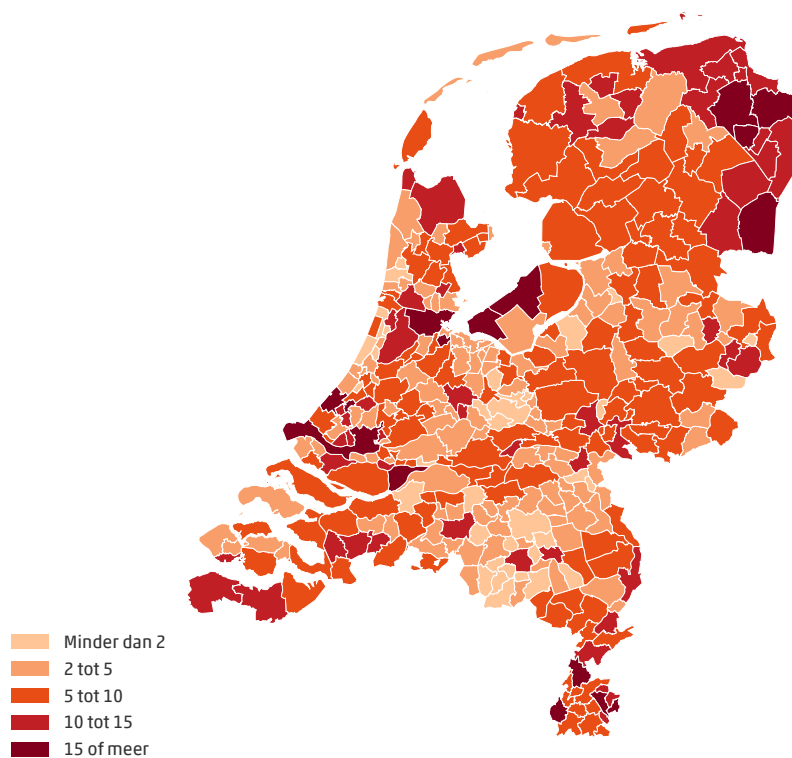 Minder dan 2
2 tot 5
5 tot 10
10 tot 15
15 of meer